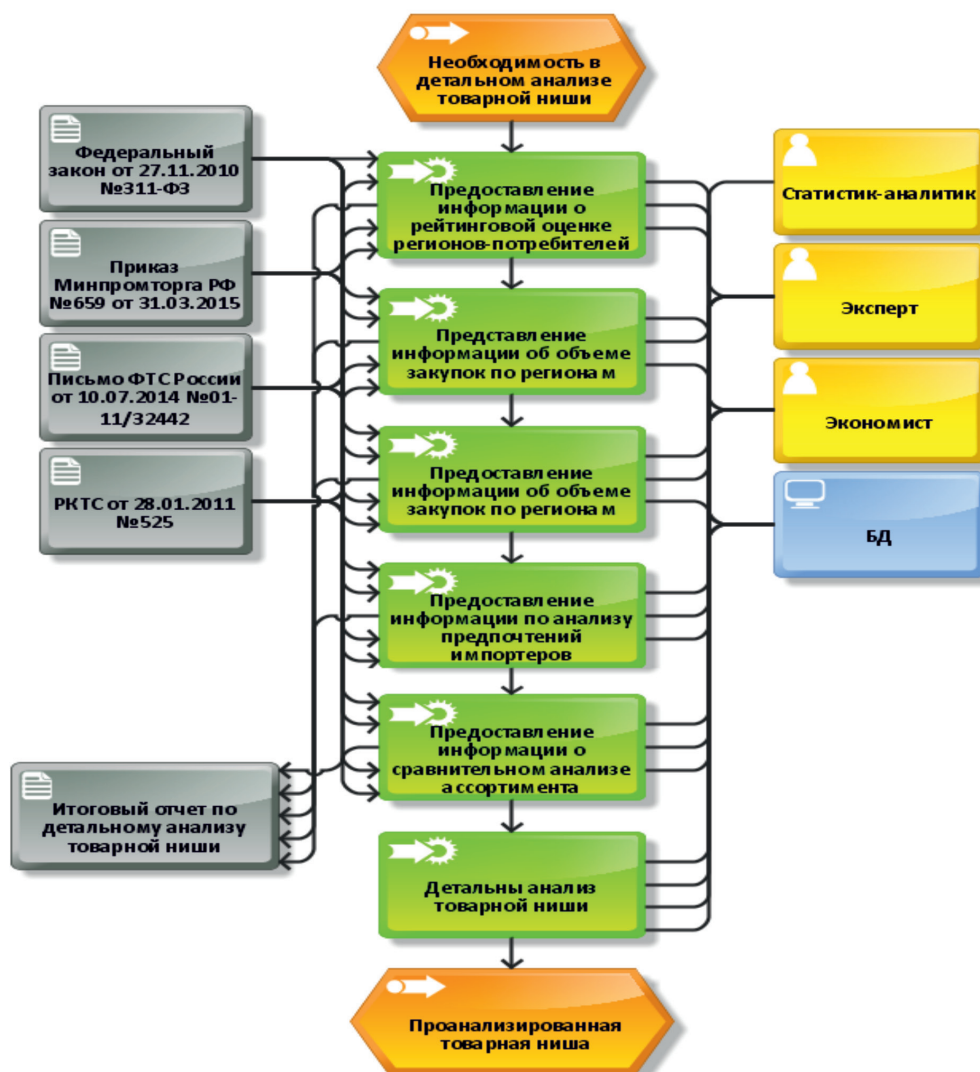 Необходимость в
детальном анализе
товарной ниши
Федеральный
закон от 27.11.2010
№311-ФЗ
Приказ
Минпромторга РФ
№659 от 31.03.2015
Письмо ФТС России
от 10.07.2014 №01-
11/32442
РКТС от 28.01.2011
№525
Итоговый отчет по
детальному анализу
товарной ниши
Предоставление
информации о
рейтинговой оценке
регионов-потребителей
Представление
информации об объеме
закупок по регионам
Предоставление
информации об объеме
закупок по регионам
Предоставление
информации по анализу
предпочтений
импортеров
Предоставление
информации о
сравнительном анализе
ассортимента
Детальны анализ
товарной ниши
Проанализированная
товарная ниша
Статистик-аналитик
Эксперт
Экономист
БД